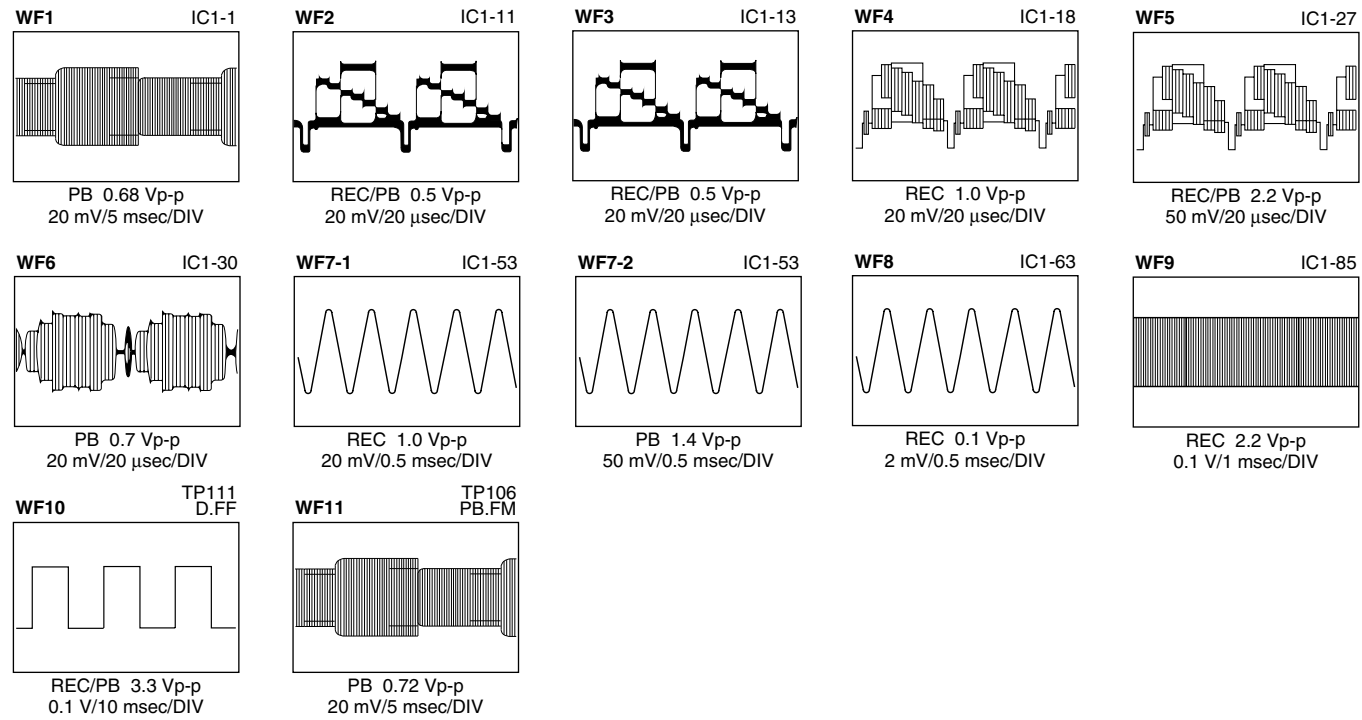 WF1 IC1-1
PB 0.68 Vp-p
20 mV/5 msec/DIV
WF2 IC1-11
REC/PB 0.5 Vp-p
20 mV/20 μsec/DIV
WF3 IC1-13
REC/PB 0.5 Vp-p
20 mV/20 μsec/DIV
WF4 IC1-18
REC 1.0 Vp-p
20 mV/20 μsec/DIV
WF5 IC1-27
REC/PB 2.2 Vp-p
50 mV/20 μsec/DIV
WF6 IC1-30
PB 0.7 Vp-p
20 mV/20 μsec/DIV
WF7-1 IC1-53
REC 1.0 Vp-p
20 mV/0.5 msec/DIV
WF7-2 IC1-53
PB 1.4 Vp-p
50 mV/0.5 msec/DIV
WF8 IC1-63
REC 0.1 Vp-p
2 mV/0.5 msec/DIV
WF9 IC1-85
REC 2.2 Vp-p
0.1 V/1 msec/DIV
TP111
WF10 D.FF
REC/PB 3.3 Vp-p
0.1 V/10 msec/DIV
TP106
WF11 PB.FM
PB 0.72 Vp-p
20 mV/5 msec/DIV